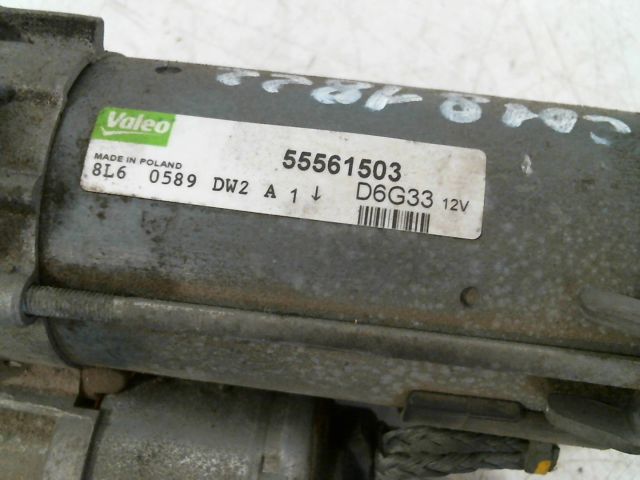 Valeo
MADE IN POLAND
55561503
8L6 0589 DW2 A 1 ↓ D6G33 12V